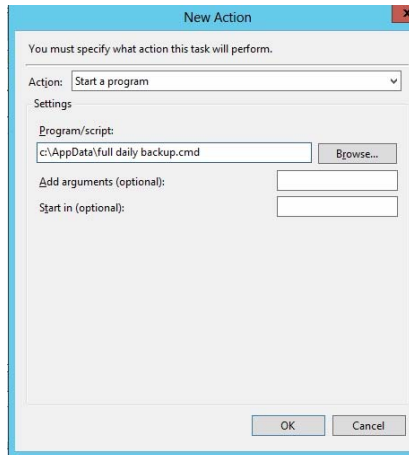 New Action
You must specify what action this task will perform.
Action: Start a program
Settings
Program/script:
c:\AppData\full daily backup.cmd Browse...
Add arguments (optional):
Start in (optional):
OK Cancel